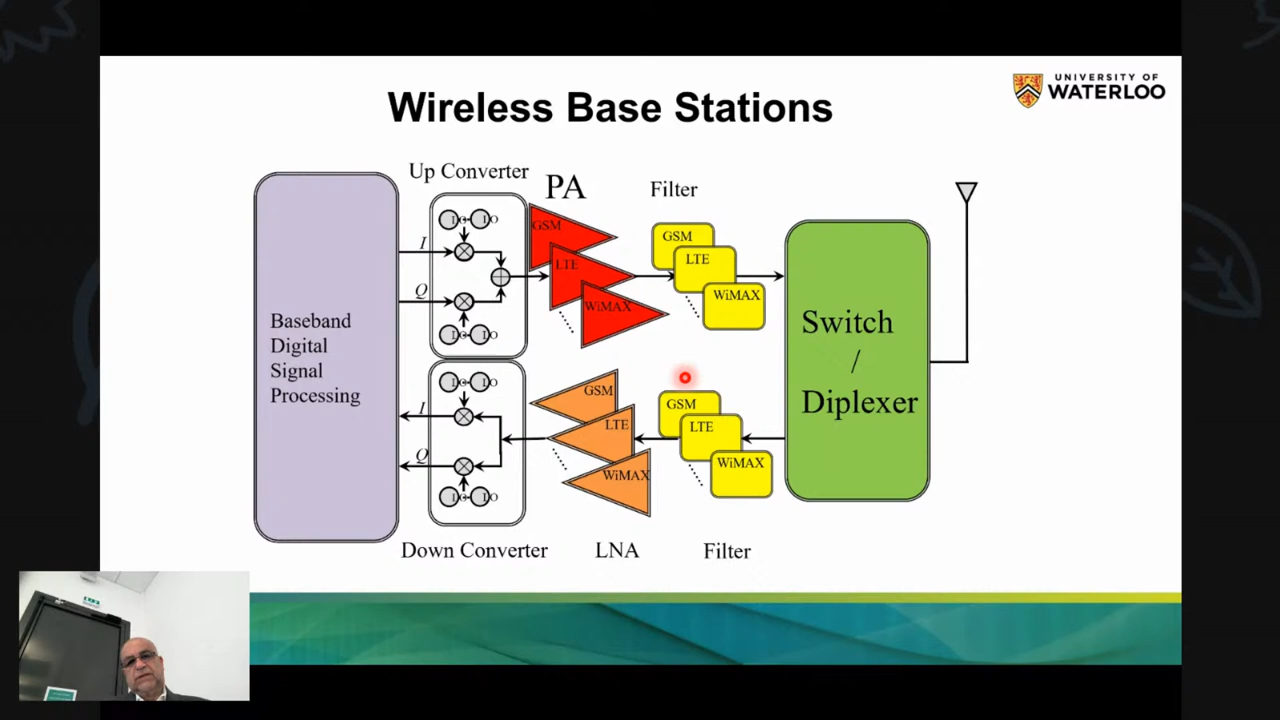 UNIVERSITY OF
WATERLOO
Wireless Base Stations
Up Converter
PA
Filter
I
Q
GSM
LTE
WiMAX
GSM
LTE
WiMAX
Baseband
Digital
Signal
Processing
Switch
/
Diplexer
I
Q
GSM
LTE
WiMAX
GSM
LTE
WiMAX
Down Converter
LNA
Filter